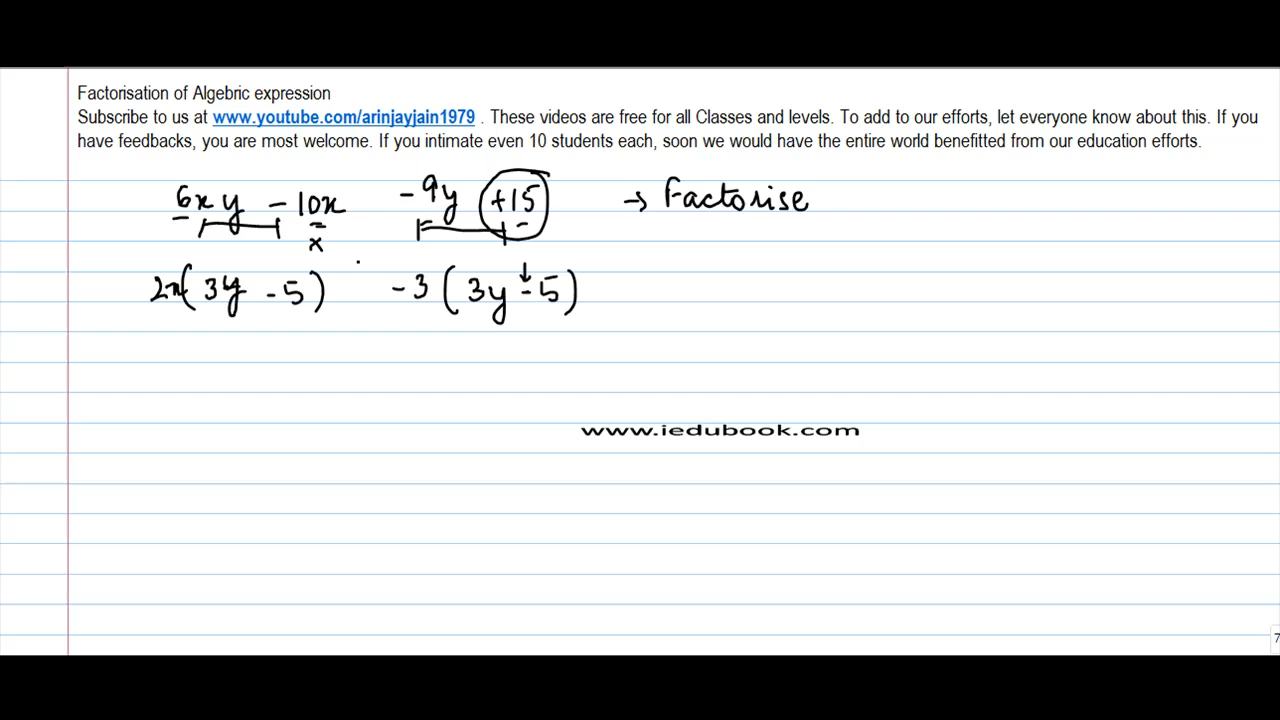 Factorisation of Algebric expression
Subscribe to us at www.youtube.com/arinjayjain1979 . These videos are free for all Classes and levels. To add to our efforts, let everyone know about this. If you
have feedbacks, you are most welcome. If you intimate even 10 students each, soon we would have the entire world benefitted from our education efforts.
6xy - 10x - 9y + 15 → Factorise
x
2x(3y - 5) - 3(3y - 5)
www.iedubook.com
7